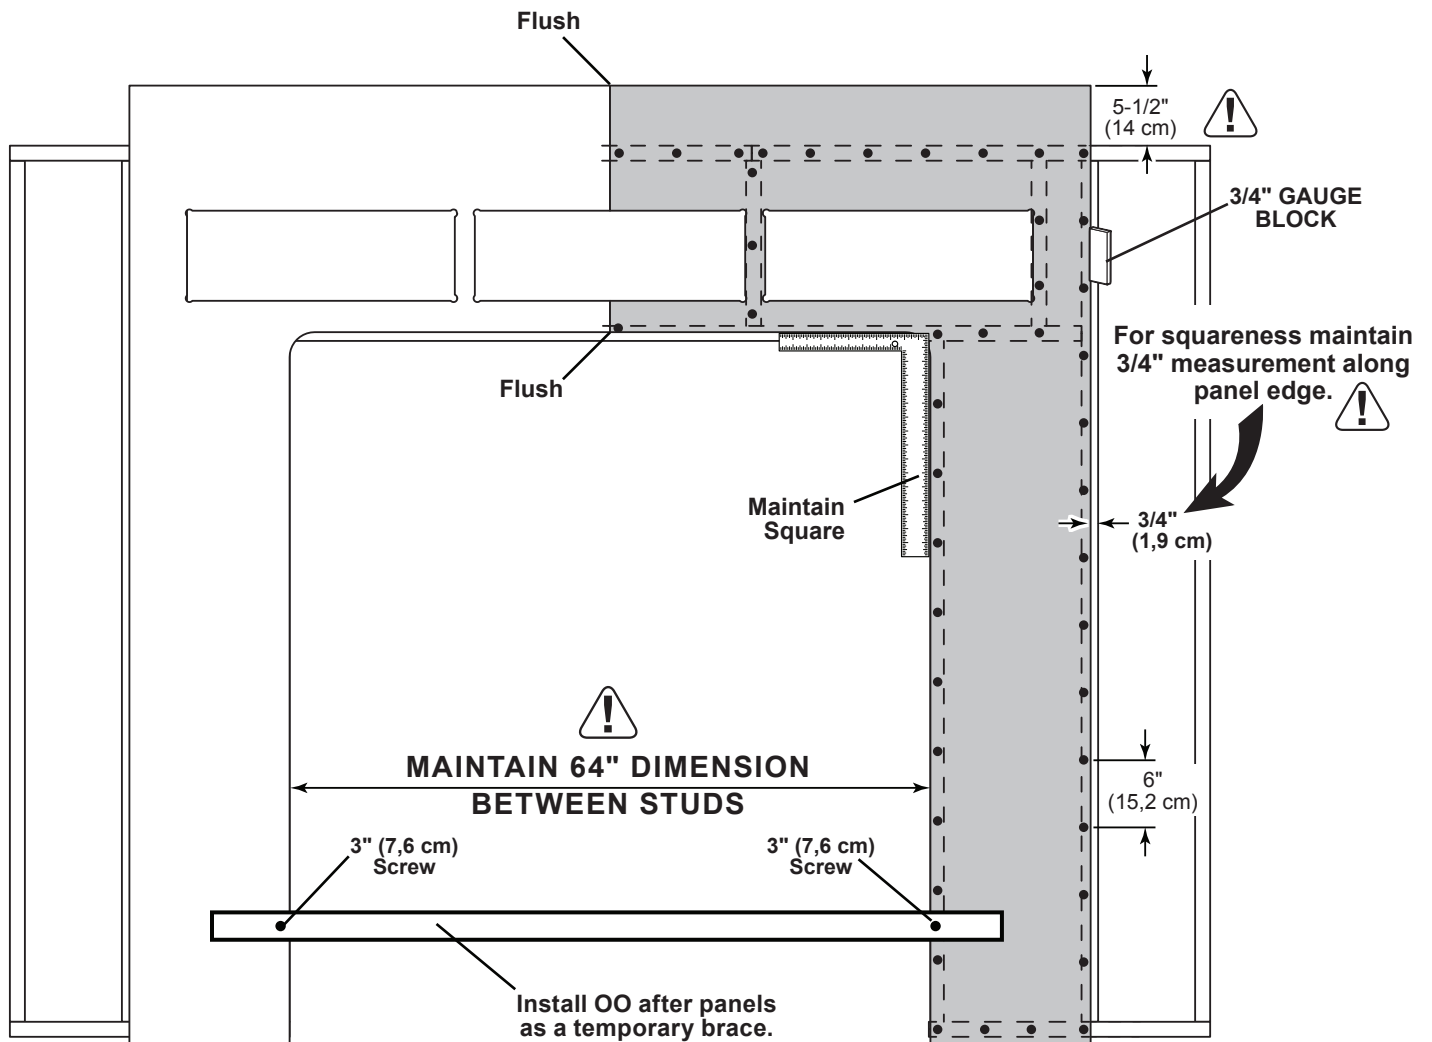 Flush
5-1/2"
(14 cm)
!
3/4" GAUGE
BLOCK
For squareness maintain
3/4" measurement along
panel edge.
!
Flush
Maintain
Square
3/4"
(1,9 cm)
!
MAINTAIN 64" DIMENSION
BETWEEN STUDS
6"
(15,2 cm)
3" (7,6 cm)
Screw
3" (7,6 cm)
Screw
Install OO after panels
as a temporary brace.